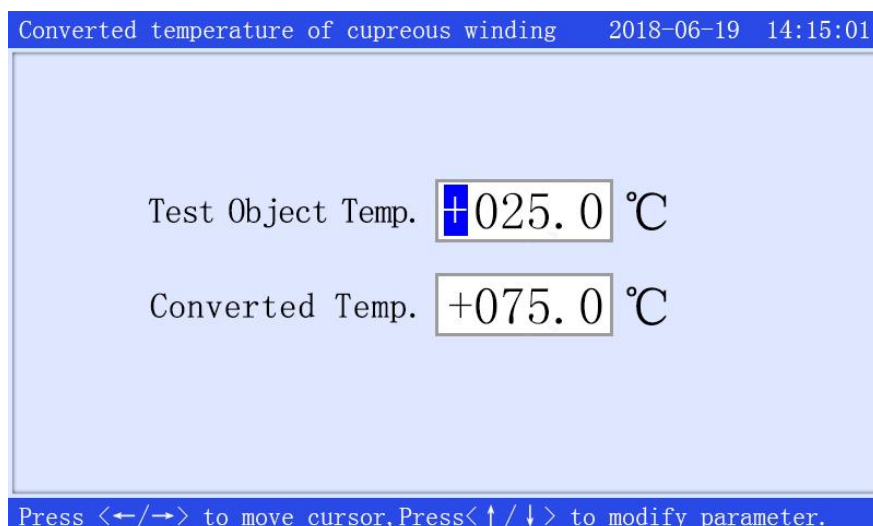 Converted temperature of cupreous winding 2018-06-19 14:15:01
Test Object Temp. +025.0 ℃
Converted Temp. +075.0 ℃
Press <←/→> to move cursor,Press<↑/↓> to modify parameter.